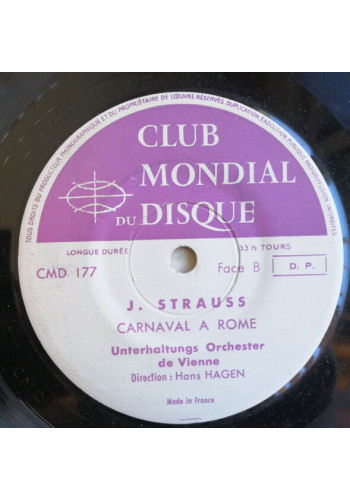 TOUS DROITS DU PRODUCTEUR PHONOGRAPHIQUE ET DU PROPRIÉTAIRE DE L'ŒUVRE RÉSERVÉS. DUPLICATION, EXÉCUTION PUBLIQUE, RADIODIFFUSION INTERDITES
CLUB
MONDIAL
DU DISQUE
LONGUE DURÉE
33⅓ TOURS
CMD. 177
Face B
D. P.
J. STRAUSS
CARNAVAL A ROME
Unterhaltungs Orchester
de Vienne
Direction : Hans HAGEN
Made in France